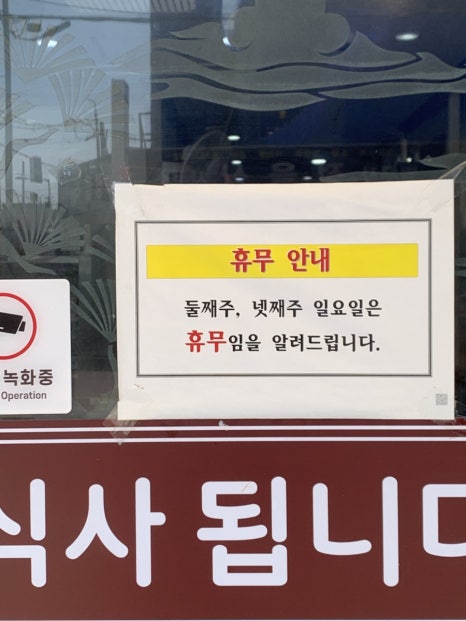 휴무 안내
둘째주, 넷째주 일요일은
휴무임을 알려드립니다.
녹화중
Operation
식사 됩니다